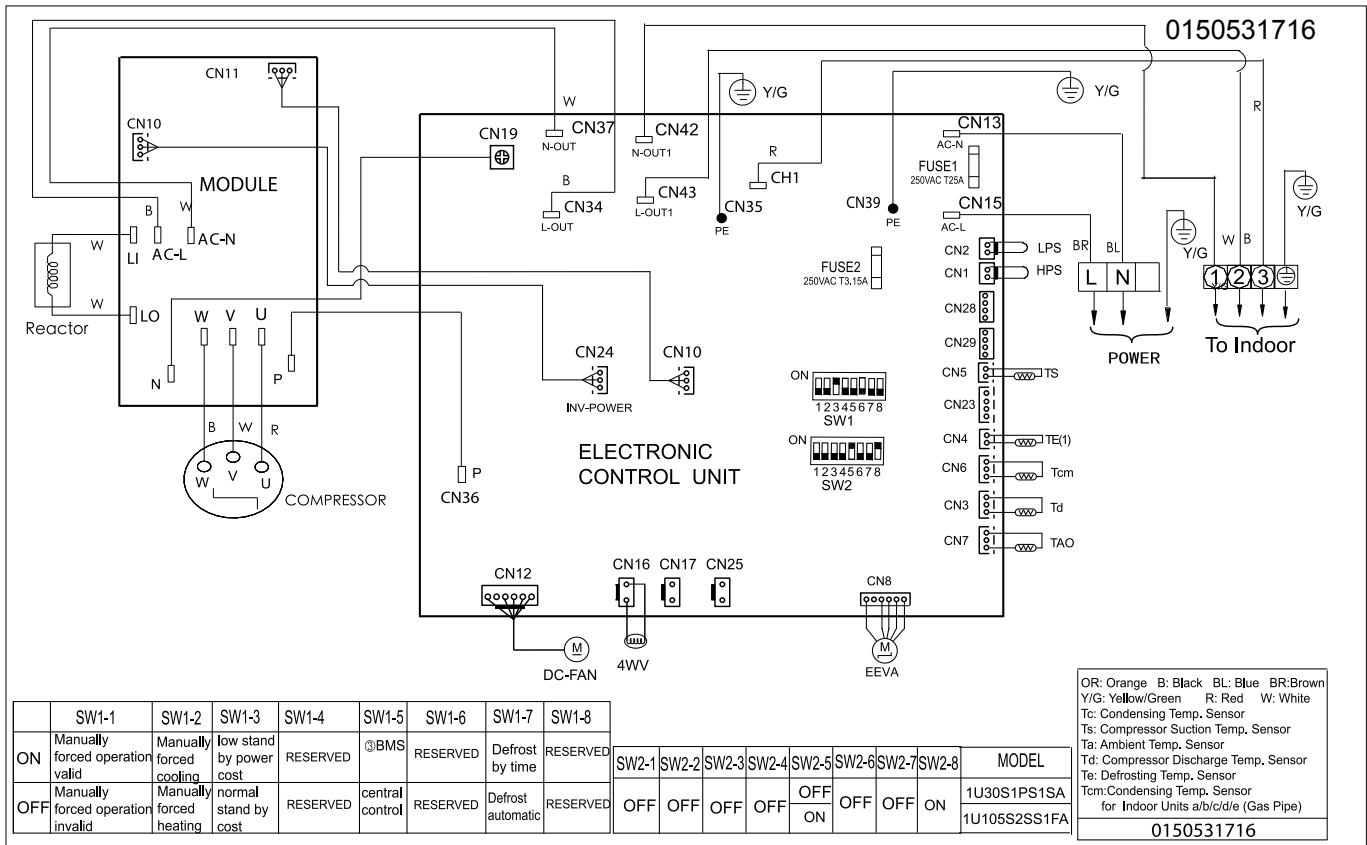 0150531716
CN11
CN10
MODULE
B
W
LI
AC-L
AC-N
W
Reactor
W
LO
W
V
U
N
P
B
W
R
W
V
U
COMPRESSOR
W
CN19
CN37
N-OUT
B
CN34
L-OUT
CN42
N-OUT1
CN43
L-OUT1
R
CH1
Y/G
CN35
PE
CN39
PE
Y/G
CN13
AC-N
FUSE1
250VAC T25A
CN15
AC-L
FUSE2
250VAC T3.15A
CN2
LPS
CN1
HPS
CN28
CN29
CN5
TS
CN23
CN4
TE(1)
CN6
Tcm
CN3
Td
CN7
TAO
BR
BL
Y/G
L N
POWER
R
W
B
Y/G
1 2 3
To Indoor
CN24
INV-POWER
CN10
ON
12345678
SW1
ON
12345678
SW2
ELECTRONIC
CONTROL UNIT
P
CN36
CN12
M
DC-FAN
CN16
CN17
CN25
4WV
CN8
M
EEVA
SW1-1 SW1-2 SW1-3 SW1-4 SW1-5 SW1-6 SW1-7 SW1-8
ON
Manually
forced operation
valid
Manually
forced
cooling
low stand
by power
cost
RESERVED
③BMS
RESERVED
Defrost
by time
RESERVED
OFF
Manually
forced operation
invalid
Manually
forced
heating
normal
stand by
cost
RESERVED
central
control
RESERVED
Defrost
automatic
RESERVED
SW2-1 SW2-2 SW2-3 SW2-4 SW2-5 SW2-6 SW2-7 SW2-8 MODEL
OFF OFF OFF OFF OFF OFF OFF ON 1U30S1PS1SA
ON 1U105S2SS1FA
OR: Orange B: Black BL: Blue BR:Brown
Y/G: Yellow/Green R: Red W: White
Tc: Condensing Temp. Sensor
Ts: Compressor Suction Temp. Sensor
Ta: Ambient Temp. Sensor
Td: Compressor Discharge Temp. Sensor
Te: Defrosting Temp. Sensor
Tcm:Condensing Temp. Sensor
for Indoor Units a/b/c/d/e (Gas Pipe)
0150531716